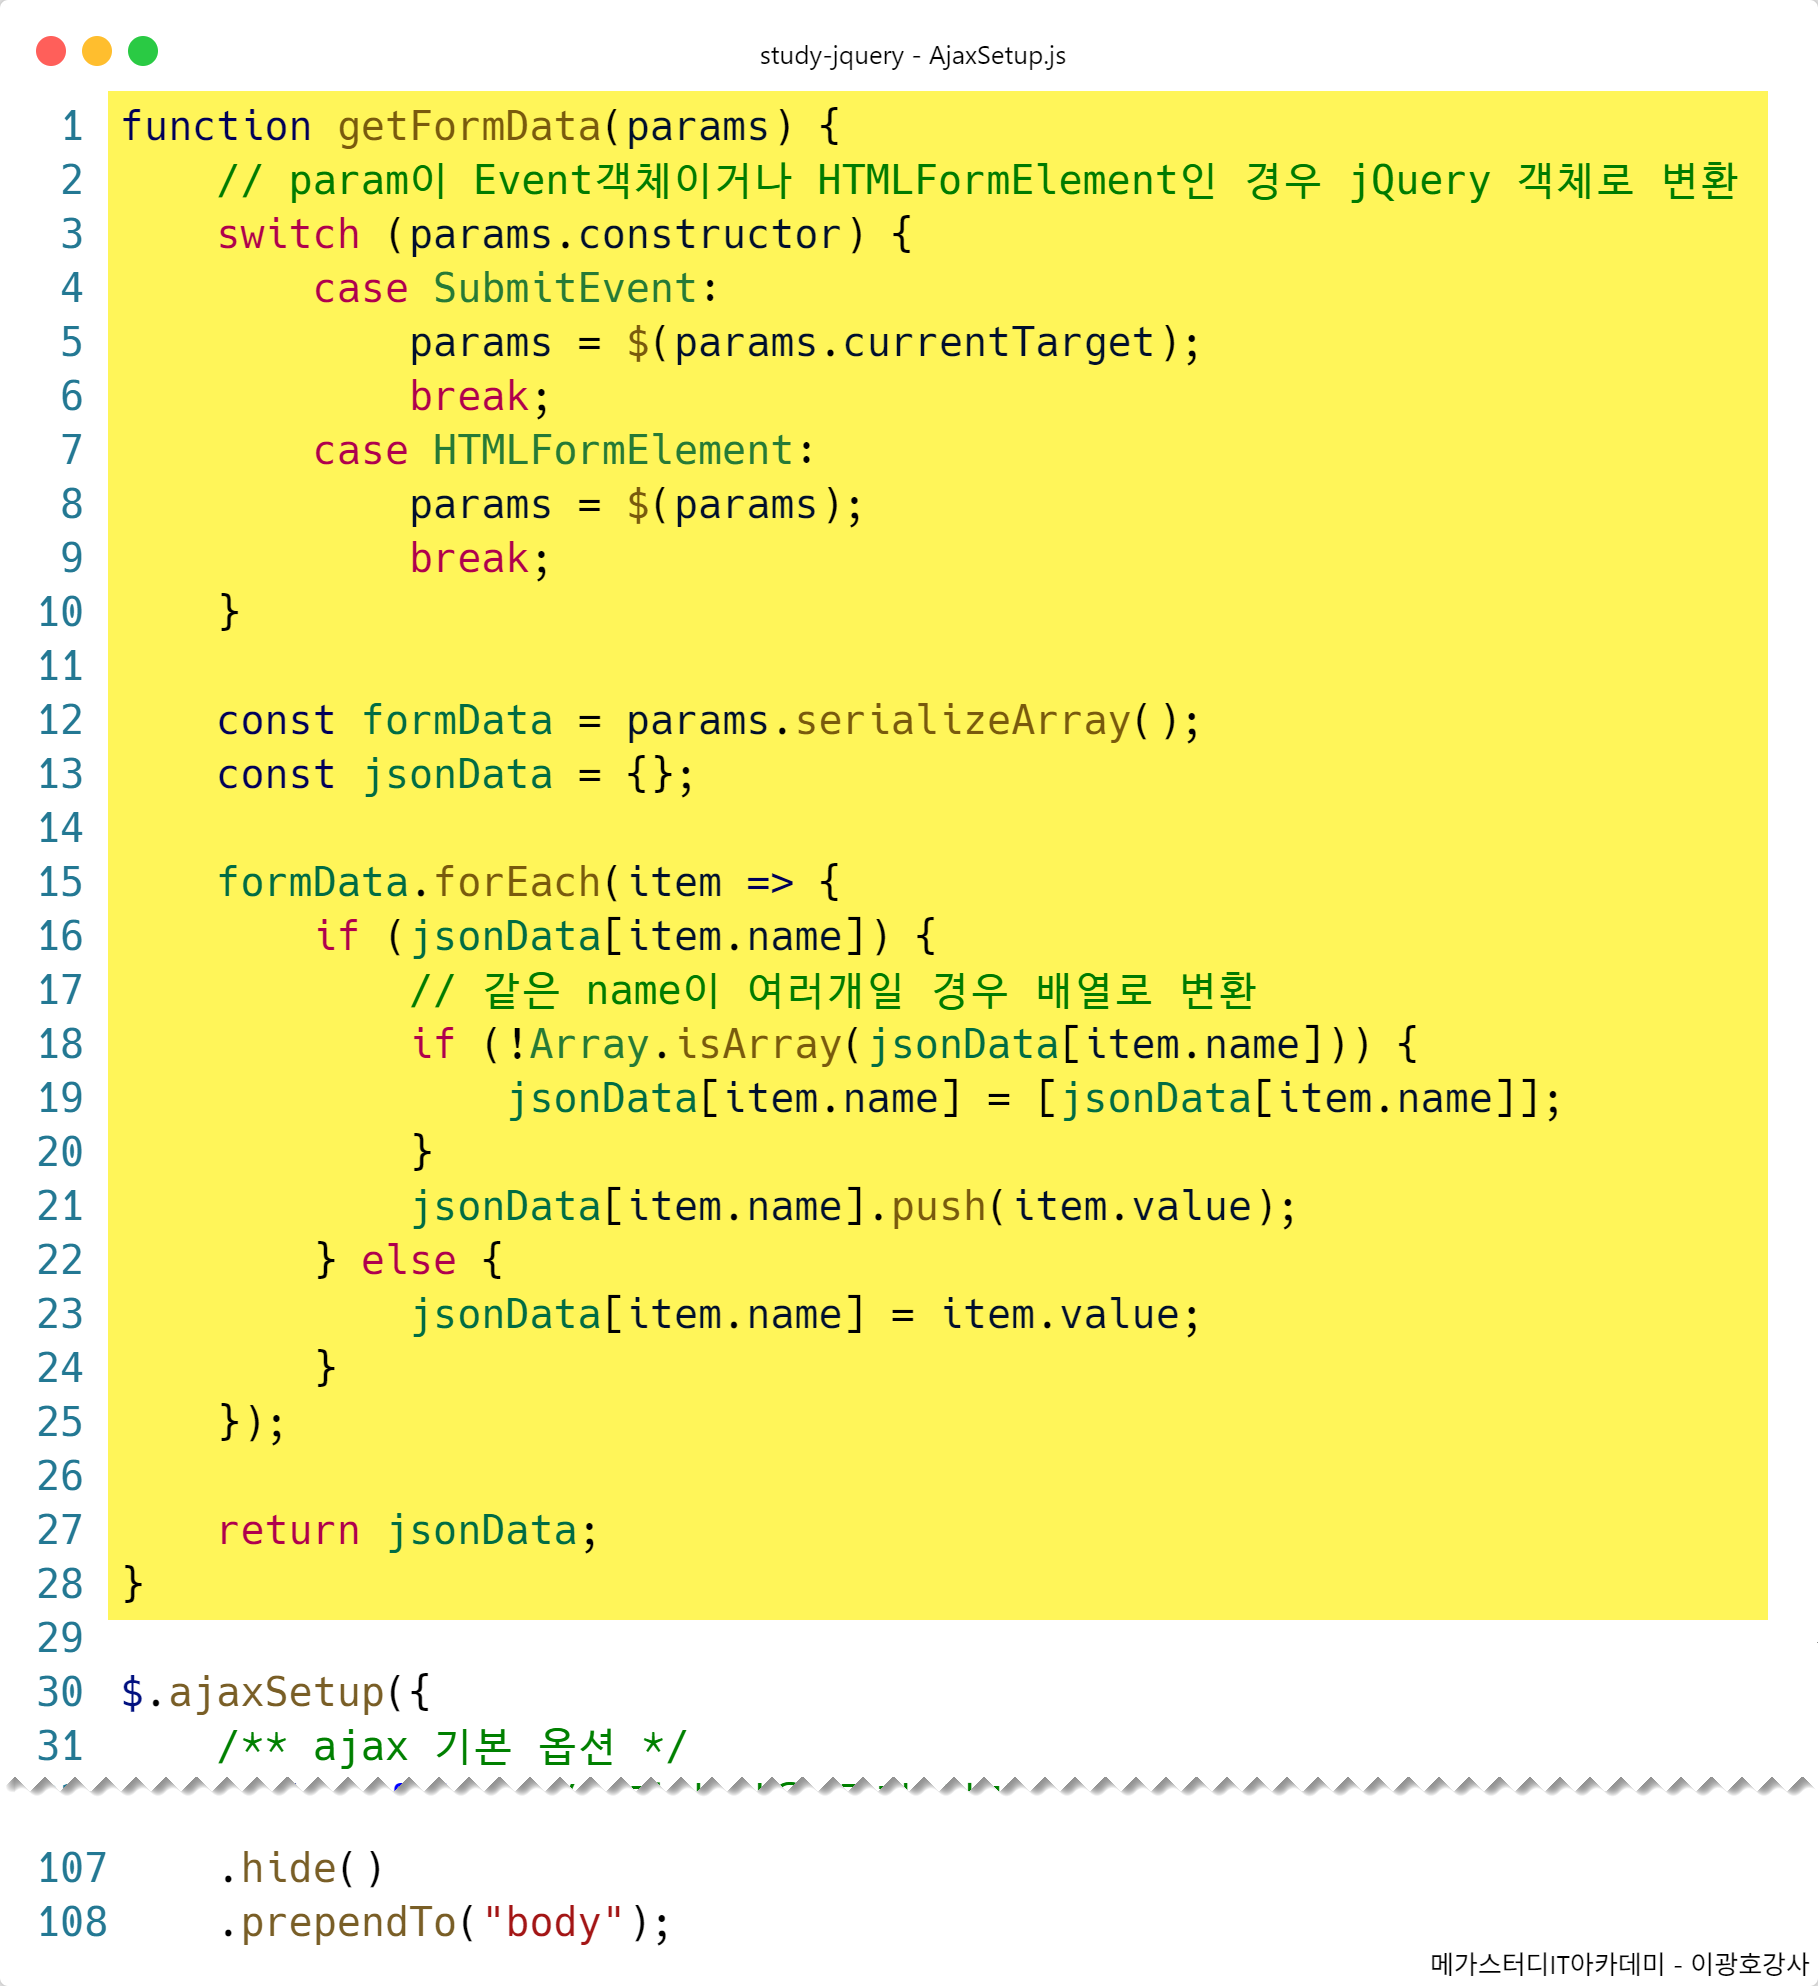 study-jquery - AjaxSetup.js
1 function getFormData(params) {
2     // param이 Event객체이거나 HTMLFormElement인 경우 jQuery 객체로 변환
3     switch (params.constructor) {
4         case SubmitEvent:
5             params = $(params.currentTarget);
6             break;
7         case HTMLFormElement:
8             params = $(params);
9             break;
10     }
11
12     const formData = params.serializeArray();
13     const jsonData = {};
14
15     formData.forEach(item => {
16         if (jsonData[item.name]) {
17             // 같은 name이 여러개일 경우 배열로 변환
18             if (!Array.isArray(jsonData[item.name])) {
19                 jsonData[item.name] = [jsonData[item.name]];
20             }
21             jsonData[item.name].push(item.value);
22         } else {
23             jsonData[item.name] = item.value;
24         }
25     });
26
27     return jsonData;
28 }
29
30 $.ajaxSetup({
31     /** ajax 기본 옵션 */
107     .hide()
108     .prependTo("body");
메가스터디IT아카데미 - 이광호강사